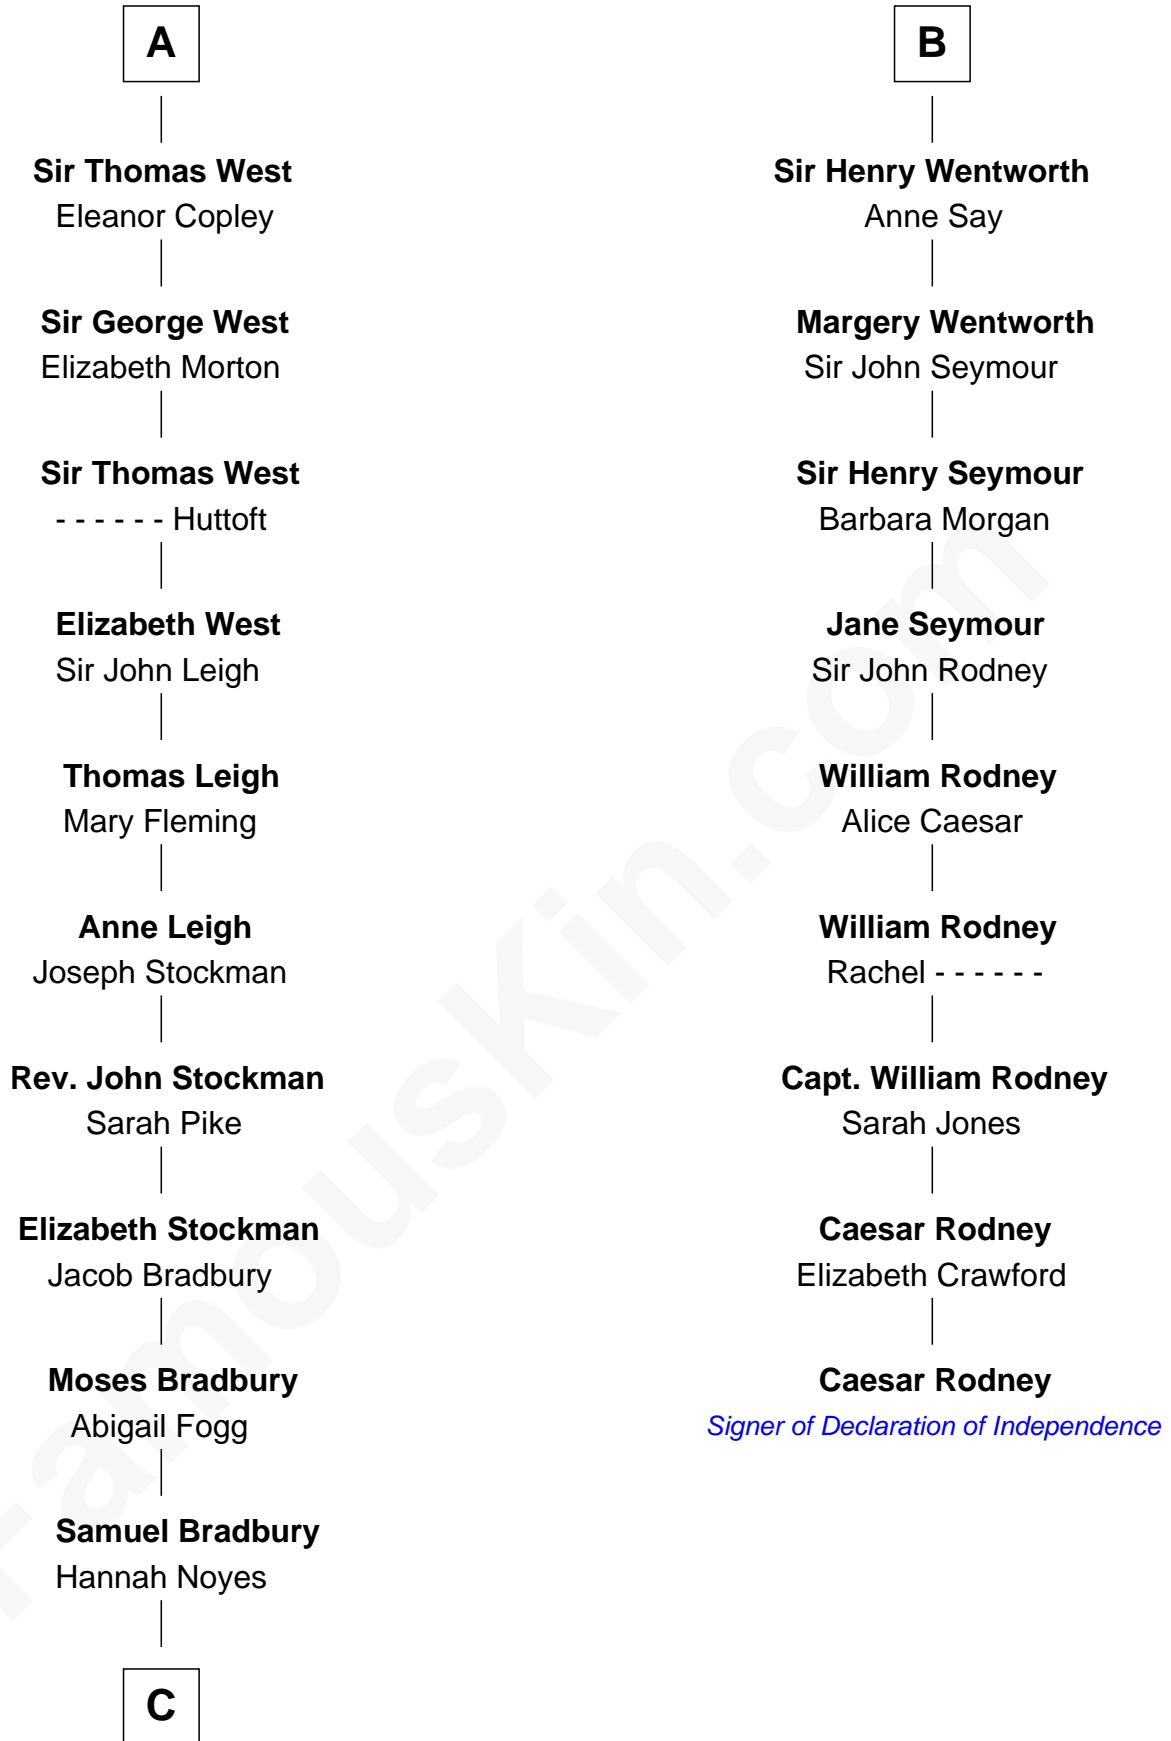 A
Sir Thomas West
Eleanor Copley
Sir George West
Elizabeth Morton
Sir Thomas West
- - - - - - Huttoft
Elizabeth West
Sir John Leigh
Thomas Leigh
Mary Fleming
Anne Leigh
Joseph Stockman
Rev. John Stockman
Sarah Pike
Elizabeth Stockman
Jacob Bradbury
Moses Bradbury
Abigail Fogg
Samuel Bradbury
Hannah Noyes
C
B
Sir Henry Wentworth
Anne Say
Margery Wentworth
Sir John Seymour
Sir Henry Seymour
Barbara Morgan
Jane Seymour
Sir John Rodney
William Rodney
Alice Caesar
William Rodney
Rachel - - - - - -
Capt. William Rodney
Sarah Jones
Caesar Rodney
Elizabeth Crawford
Caesar Rodney
Signer of Declaration of Independence
FamousKin.com